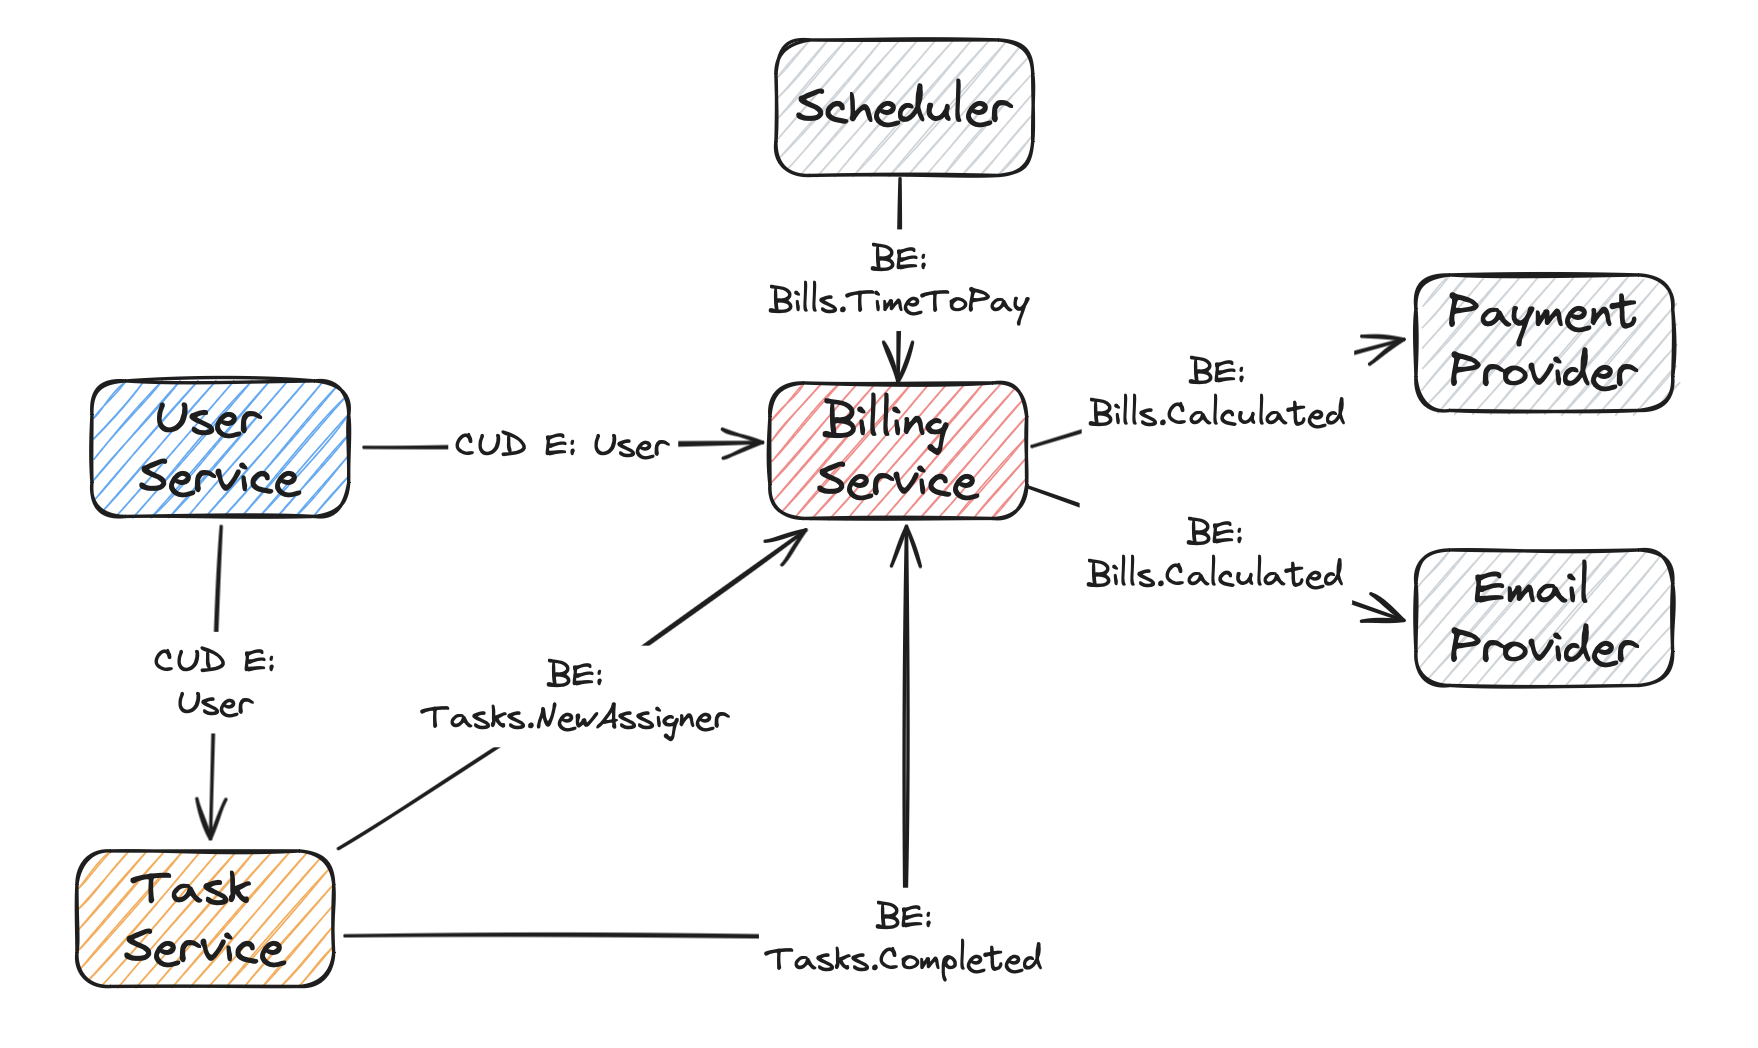 Scheduler
BE:
Bills.TimeToPay
Payment
Provider
BE:
Bills.Calculated
User
Service
CUD E: User
Billing
Service
BE:
Bills.Calculated
Email
Provider
CUD E:
User
BE:
Tasks.NewAssigner
Task
Service
BE:
Tasks.Completed